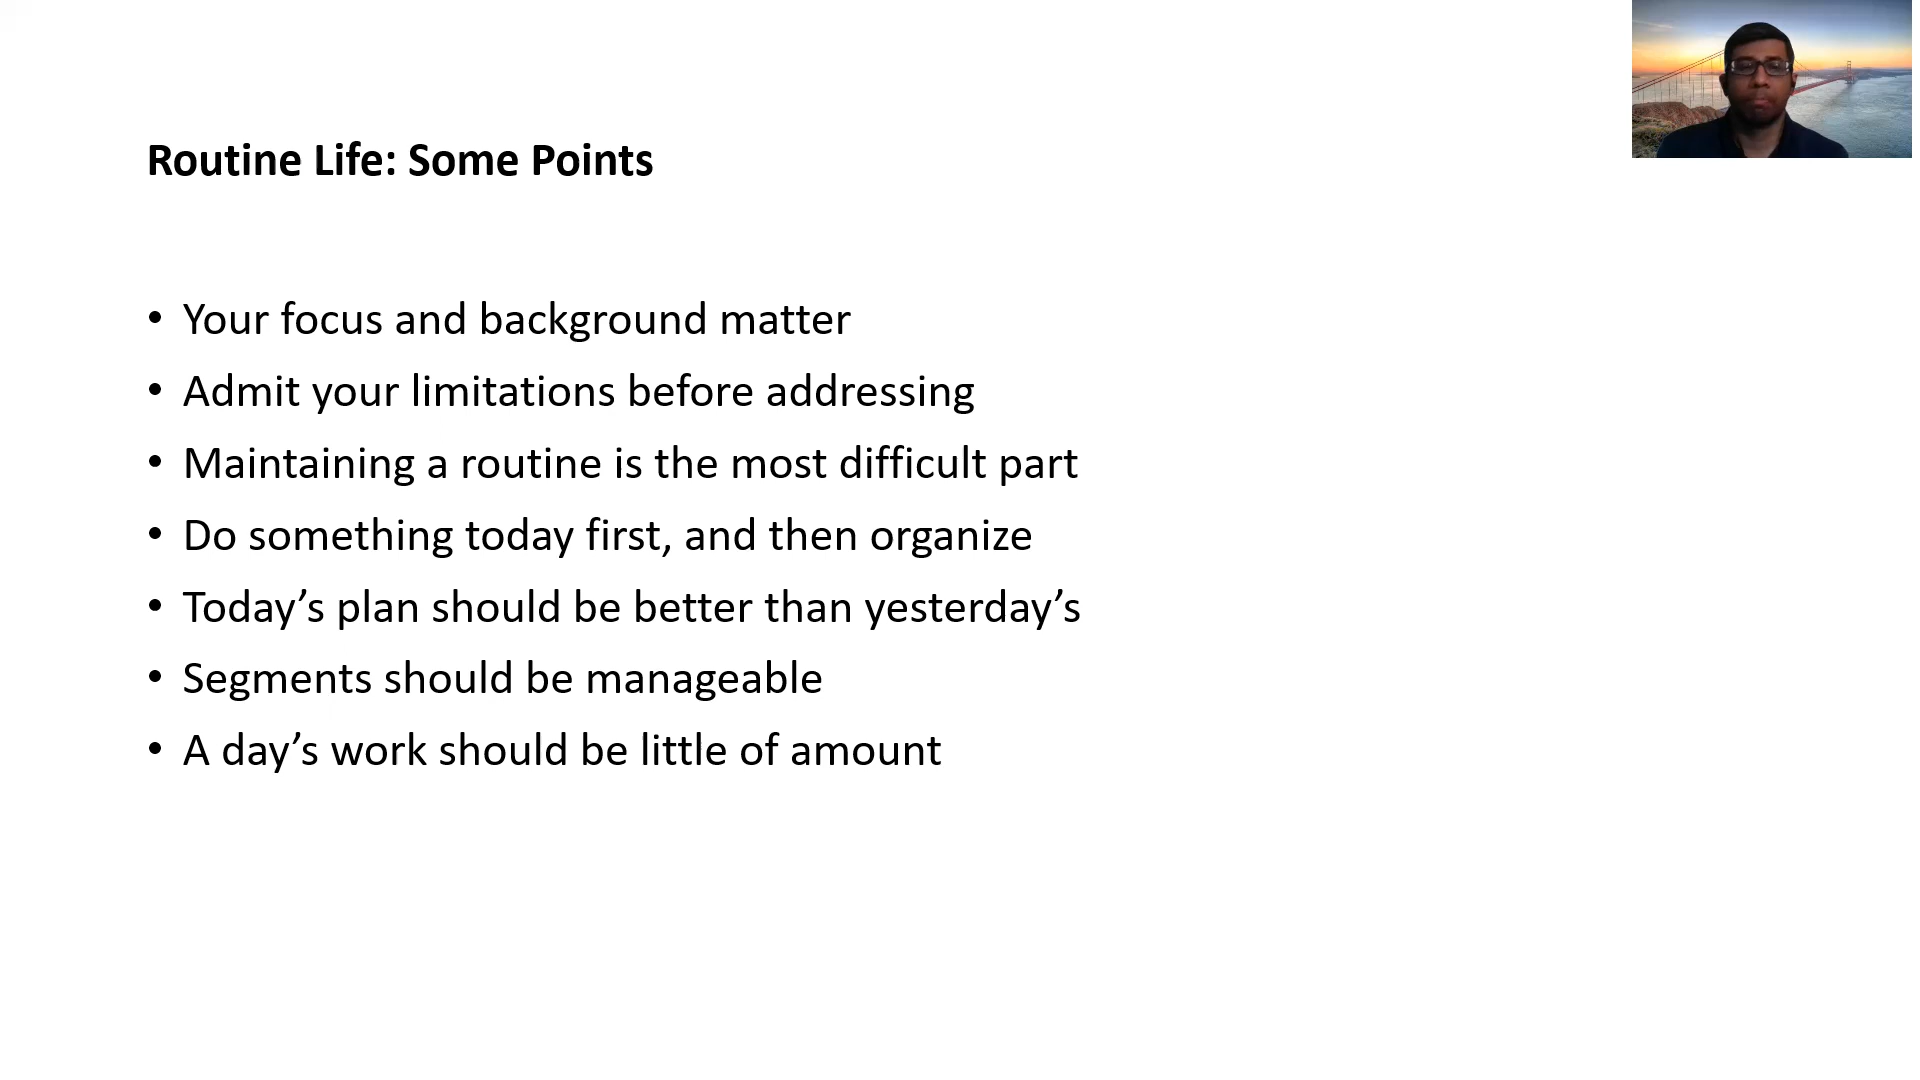 Routine Life: Some Points
• Your focus and background matter
• Admit your limitations before addressing
• Maintaining a routine is the most difficult part
• Do something today first, and then organize
• Today’s plan should be better than yesterday’s
• Segments should be manageable
• A day’s work should be little of amount